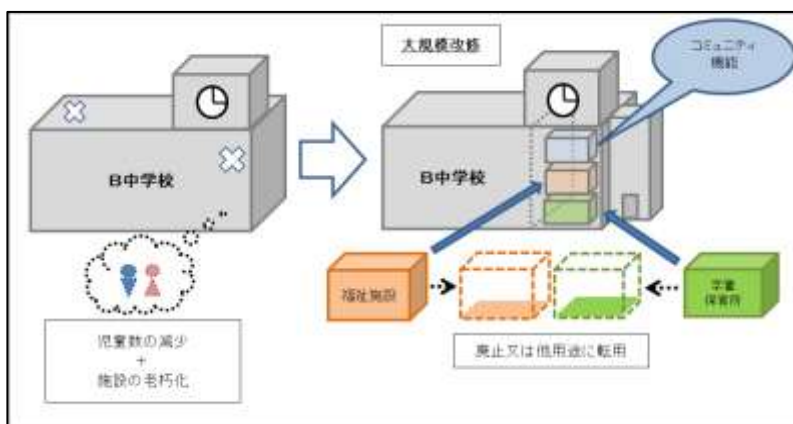 大規模改修
コミュニティ
機能
B中学校
B中学校
福祉施設
学童
保育所
児童数の減少
+
施設の老朽化
廃止又は他用途に転用